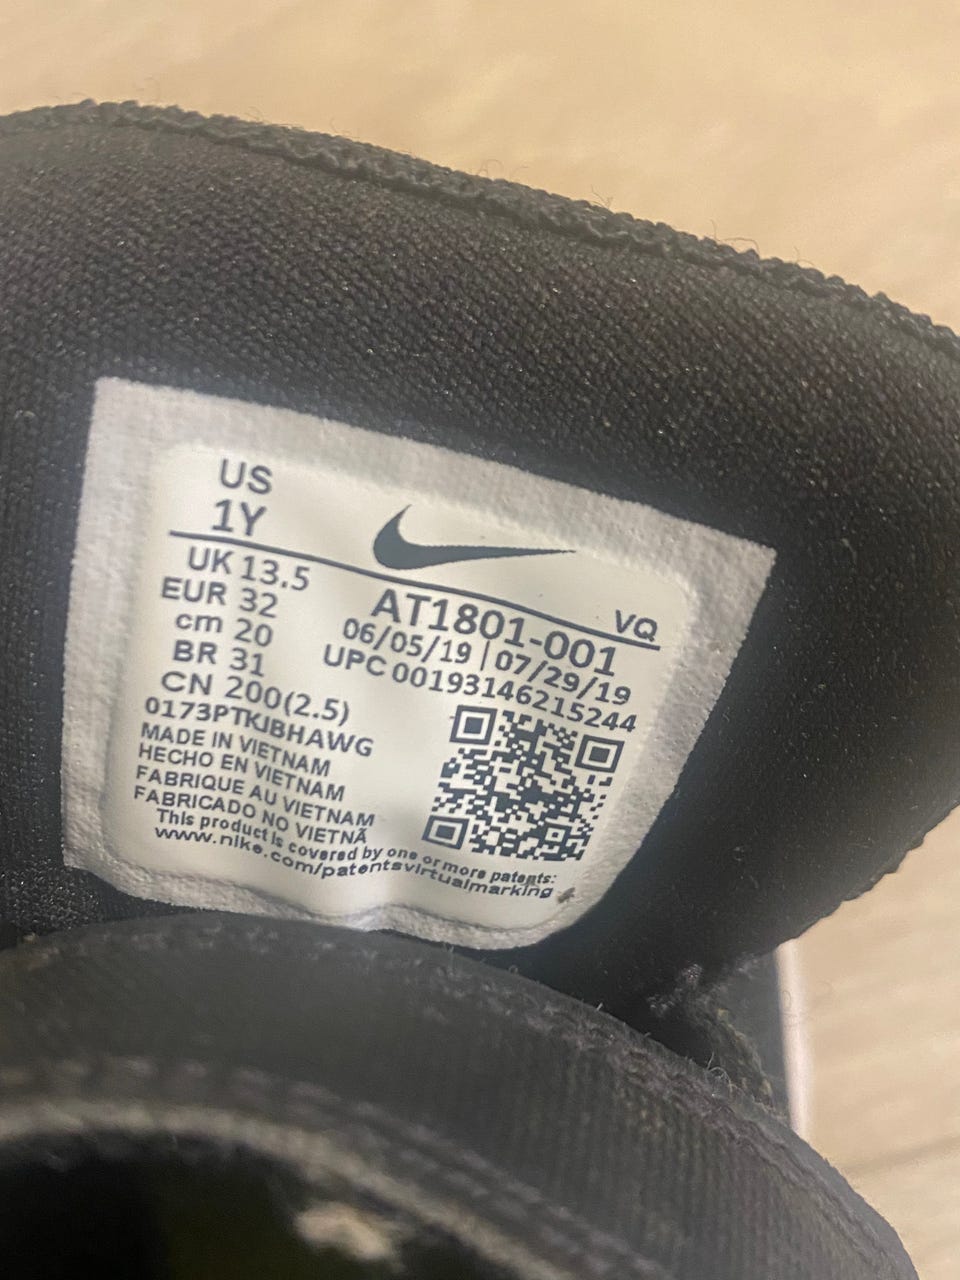 US
1Y
UK 13.5
EUR 32
cm 20
BR 31
CN 200(2.5)
VQ
AT1801-001
06/05/19 | 07/29/19
UPC 00193146215244
0173PTKJBHAWG
MADE IN VIETNAM
HECHO EN VIETNAM
FABRIQUE AU VIETNAM
FABRICADO NO VIETNÃ
This product is covered by one or more patents:
www.nike.com/patentsvirtualmarking